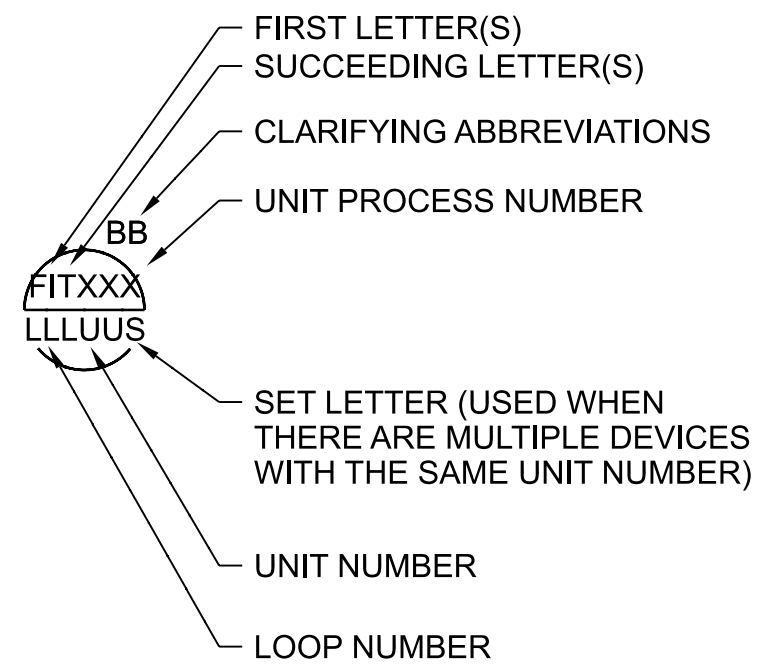 FIRST LETTER(S)
SUCCEEDING LETTER(S)
CLARIFYING ABBREVIATIONS
UNIT PROCESS NUMBER
BB
FITXXX
LLLUUS
SET LETTER (USED WHEN
THERE ARE MULTIPLE DEVICES
WITH THE SAME UNIT NUMBER)
UNIT NUMBER
LOOP NUMBER